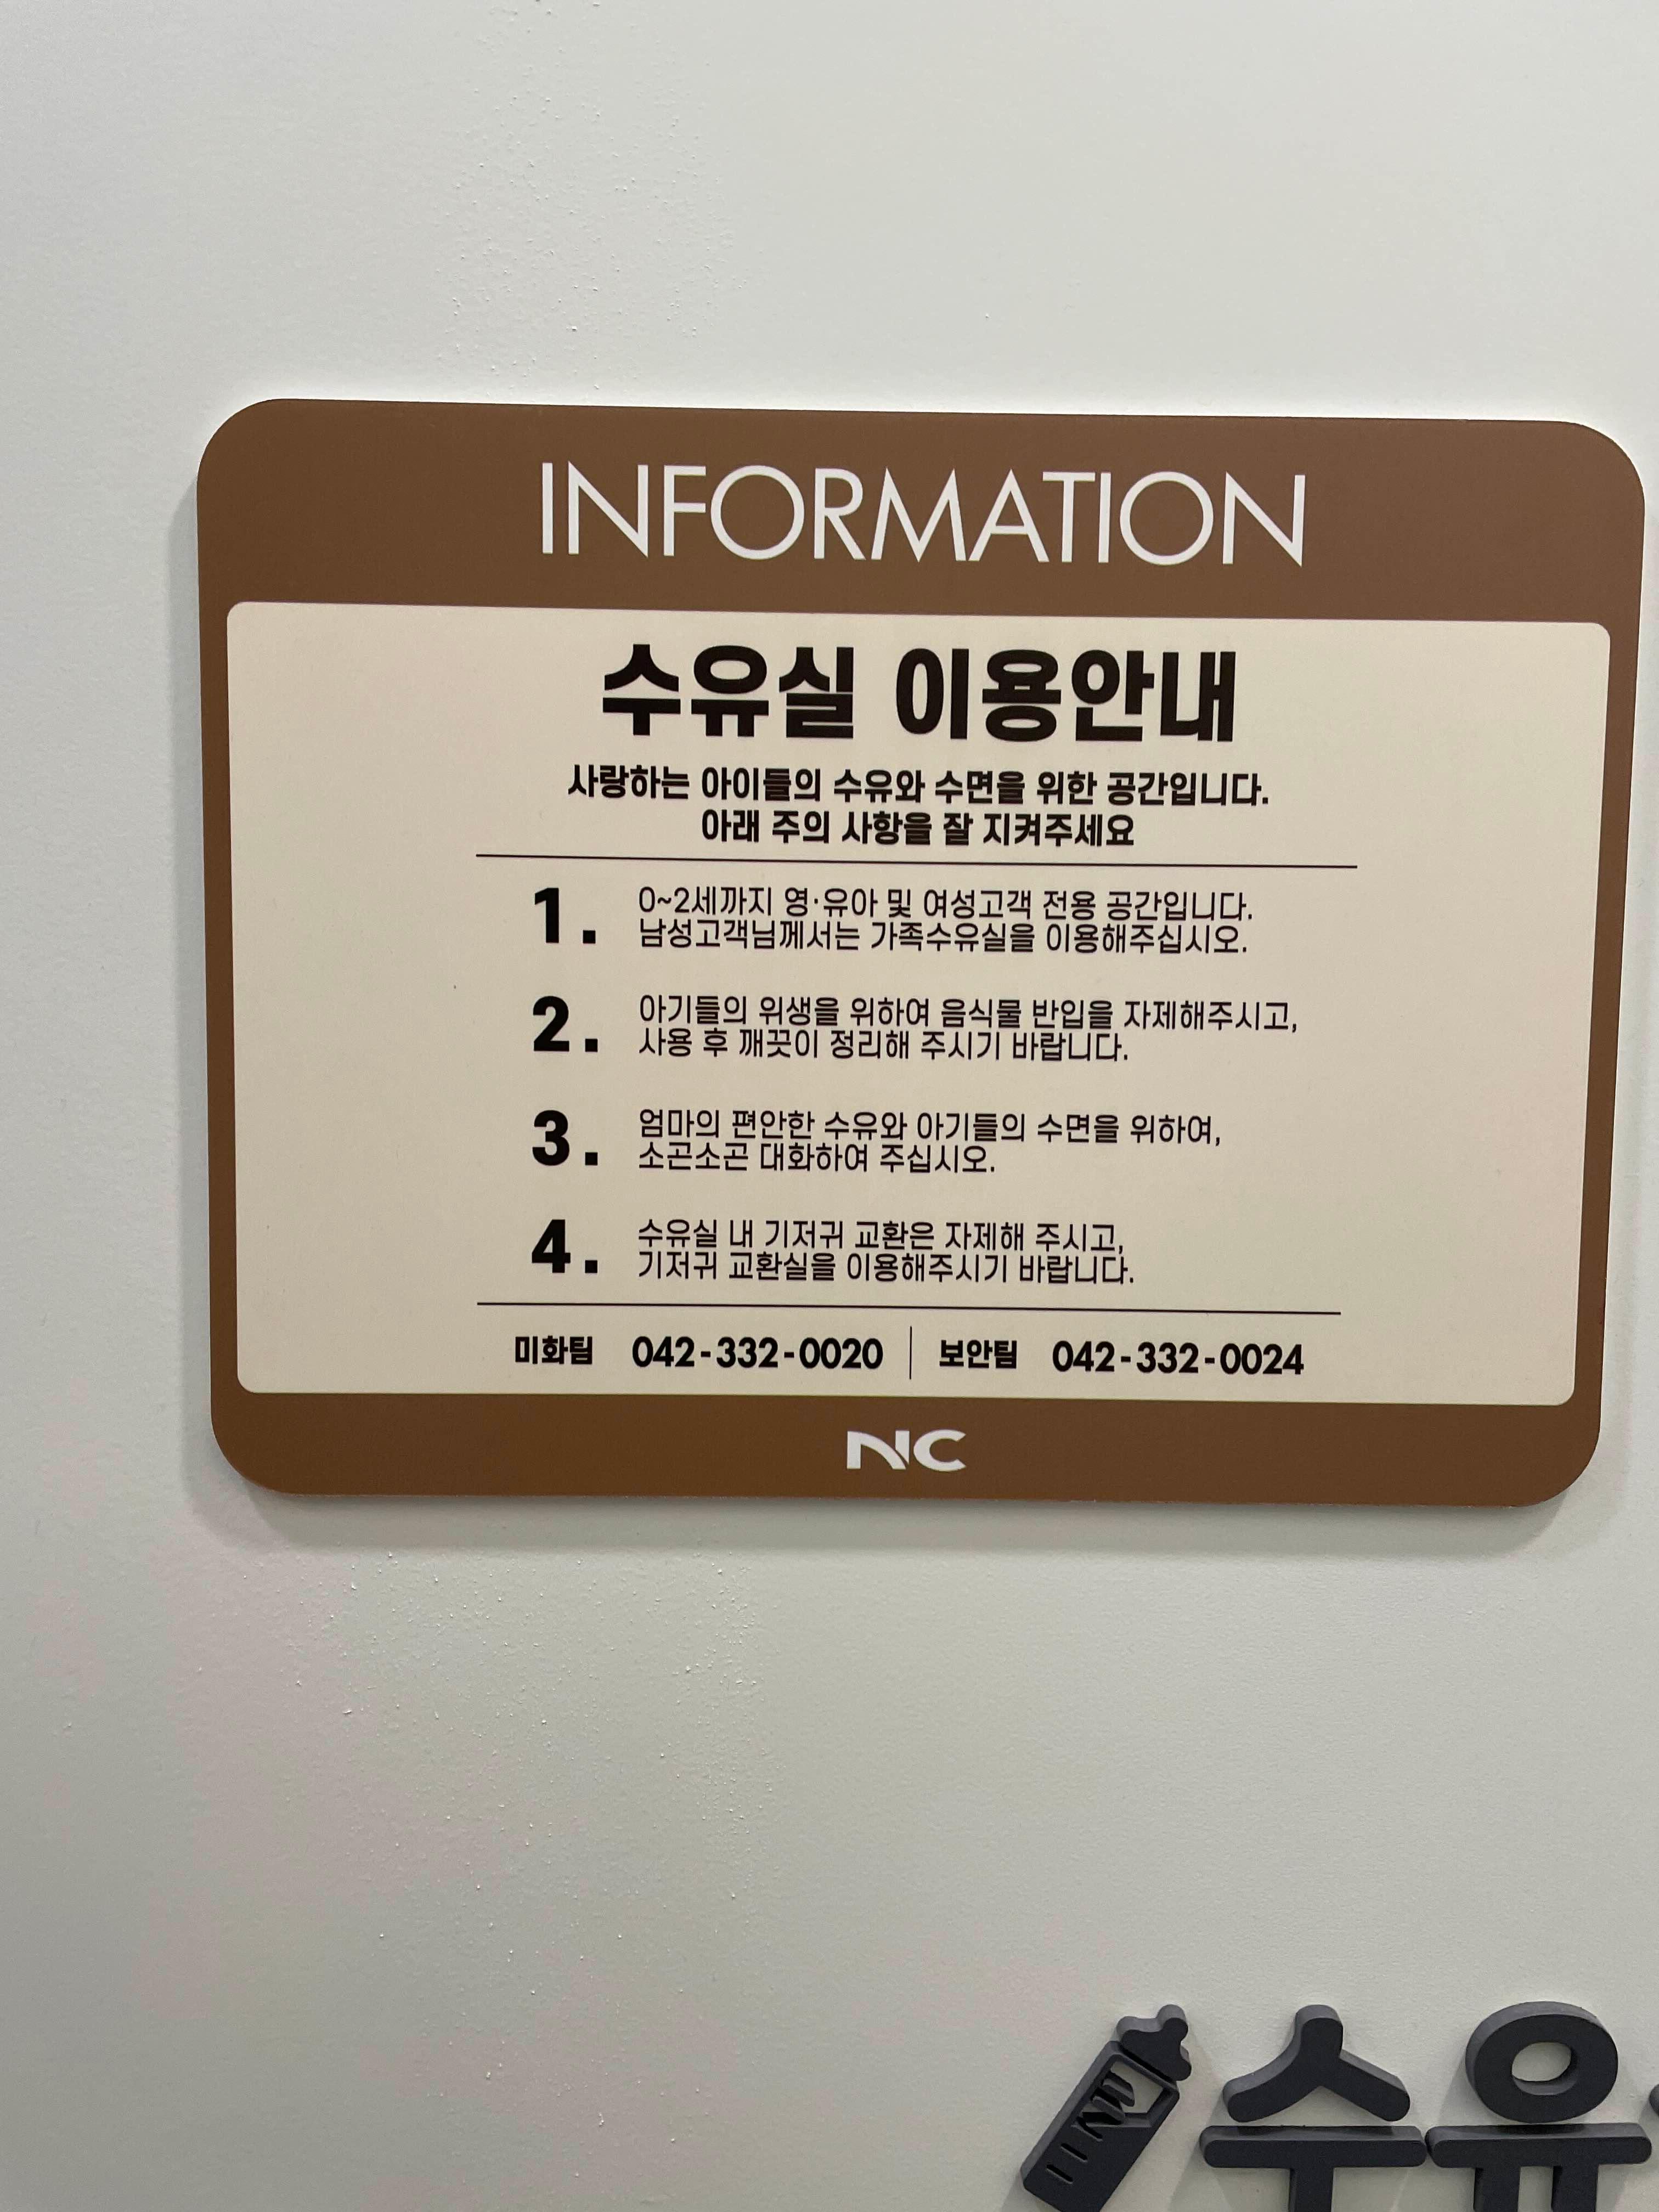 INFORMATION
수유실 이용안내
사랑하는 아이들의 수유와 수면을 위한 공간입니다.
아래 주의 사항을 잘 지켜주세요
1. 0~2세까지 영·유아 및 여성고객 전용 공간입니다.
남성고객님께서는 가족수유실을 이용해주십시오.
2. 아기들의 위생을 위하여 음식물 반입을 자제해주시고,
사용 후 깨끗이 정리해 주시기 바랍니다.
3. 엄마의 편안한 수유와 아기들의 수면을 위하여,
소곤소곤 대화하여 주십시오.
4. 수유실 내 기저귀 교환은 자제해 주시고,
기저귀 교환실을 이용해주시기 바랍니다.
미화팀 042-332-0020 보안팀 042-332-0024
NC
수유